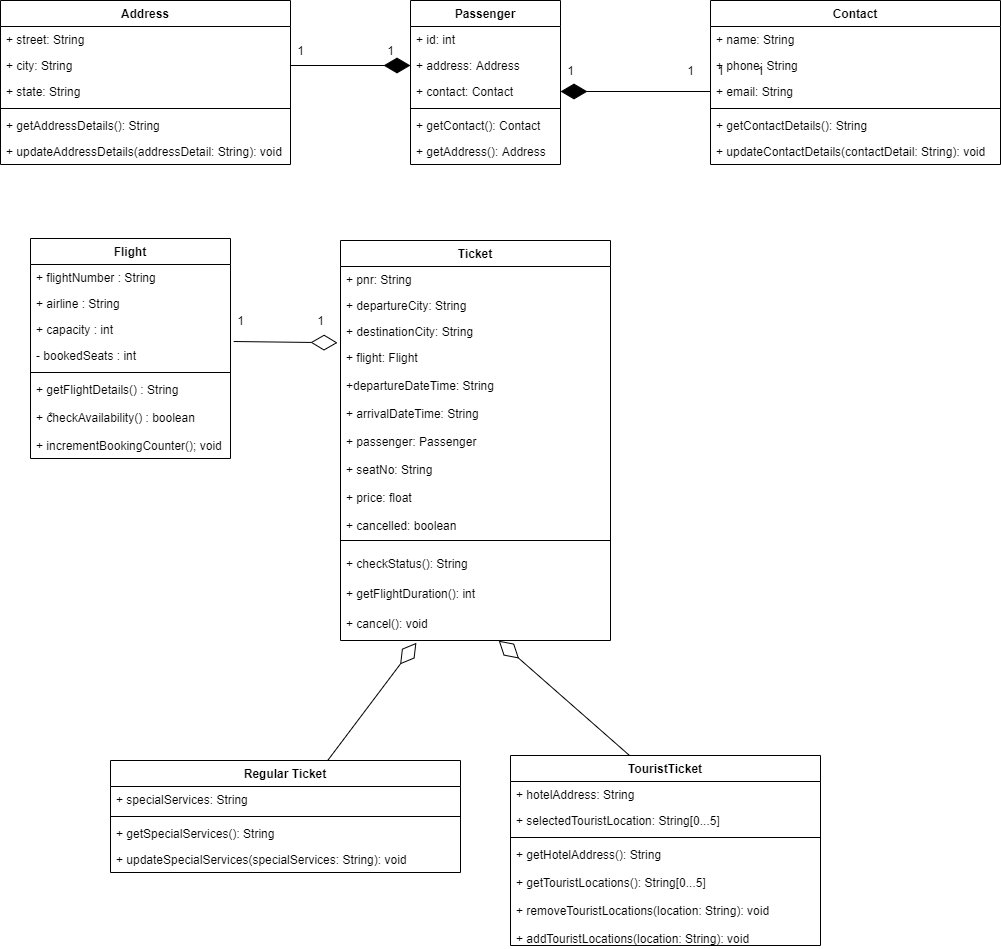 Address
+ street: String
+ city: String
+ state: String
+ getAddressDetails(): String
+ updateAddressDetails(addressDetail: String): void
1
1
Passenger
+ id: int
+ address: Address
+ contact: Contact
+ getContact(): Contact
+ getAddress(): Address
1
1
Contact
+ name: String
+ phone: String
1
1
+ email: String
+ getContactDetails(): String
+ updateContactDetails(contactDetail: String): void
Flight
+ flightNumber : String
+ airline : String
+ capacity : int
- bookedSeats : int
+ getFlightDetails() : String
+ checkAvailability() : boolean
+ incrementBookingCounter(); void
1
1
Ticket
+ pnr: String
+ departureCity: String
+ destinationCity: String
+ flight: Flight
+departureDateTime: String
+ arrivalDateTime: String
+ passenger: Passenger
+ seatNo: String
+ price: float
+ cancelled: boolean
+ checkStatus(): String
+ getFlightDuration(): int
+ cancel(): void
Regular Ticket
+ specialServices: String
+ getSpecialServices(): String
+ updateSpecialServices(specialServices: String): void
TouristTicket
+ hotelAddress: String
+ selectedTouristLocation: String[0...5]
+ getHotelAddress(): String
+ getTouristLocations(): String[0...5]
+ removeTouristLocations(location: String): void
+ addTouristLocations(location: String): void